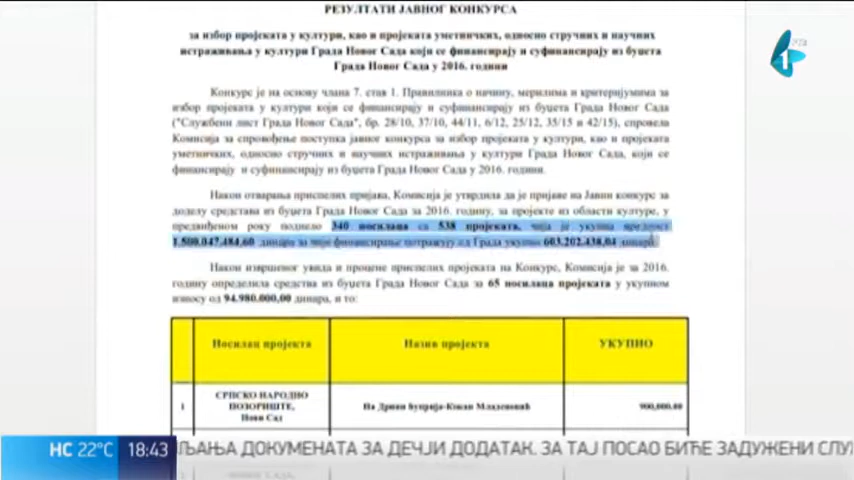 РЕЗУЛТАТИ ЈАВНОГ КОНКУРСА
за избор пројеката у култури, као и пројеката уметничких, односно стручних и научних
истраживања у култури Града Новог Сада који се финансирају и суфинансирају из буџета
Града Новог Сада у 2016. години
Конкурс је на основу члана 7. став 1. Правилника о начину, мерилима и критеријумима за
избор пројеката у култури који се финансирају и суфинансирају из буџета Града Новог Сада
("Службени лист Града Новог Сада", бр. 28/10, 37/10, 44/11, 6/12, 25/12, 35/15 и 42/15), спровела
Комисија за спровођење поступка јавног конкурса за избор пројеката у култури, као и пројеката
уметничких, односно стручних и научних истраживања у култури Града Новог Сада, који се
финансирају и суфинансирају из буџета Града Новог Сада у 2016. години.
Након отварања приспелих пријава, Комисија је утврдила да је пријаве на Јавни конкурс за
доделу средстава из буџета Града Новог Сада за 2016. годину, за пројекте из области културе, у
предвиђеном року поднело 340 носилаца са 538 пројеката, чија је укупна вредност
1.500.047.484,60 динара за чије финансирање потражују од Града укупно 603.202.438,04 динара.
Након извршеног увида и процене приспелих пројеката на Конкурс, Комисија је за 2016.
годину определила средства из буџета Града Новог Сада за 65 носилаца пројеката у укупном
износу од 94.980.000,00 динара, и то:
Носилац пројекта Назив пројекта УКУПНО
1 СРПСКО НАРОДНО ПОЗОРИШТЕ, Нови Сад На Дрини ћуприја-Кокан Младеновић 900,000.00
1 РТВ
НС 22°C 18:43 ВЉАЊА ДОКУМЕНАТА ЗА ДЕЧЈИ ДОДАТАК. ЗА ТАЈ ПОСАО БИЋЕ ЗАДУЖЕНИ СЛУ